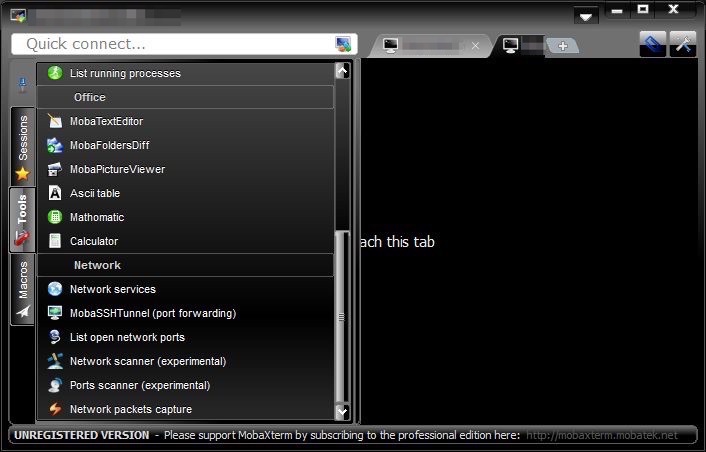 Quick connect...
List running processes
Office
MobaTextEditor
MobaFoldersDiff
MobaPictureViewer
Ascii table
Mathomatic
Calculator
Network
Network services
MobaSSHTunnel (port forwarding)
List open network ports
Network scanner (experimental)
Ports scanner (experimental)
Network packets capture
Sessions
Tools
Macros
ach this tab
UNREGISTERED VERSION - Please support MobaXterm by subscribing to the professional edition here: http://mobaxterm.mobatek.net